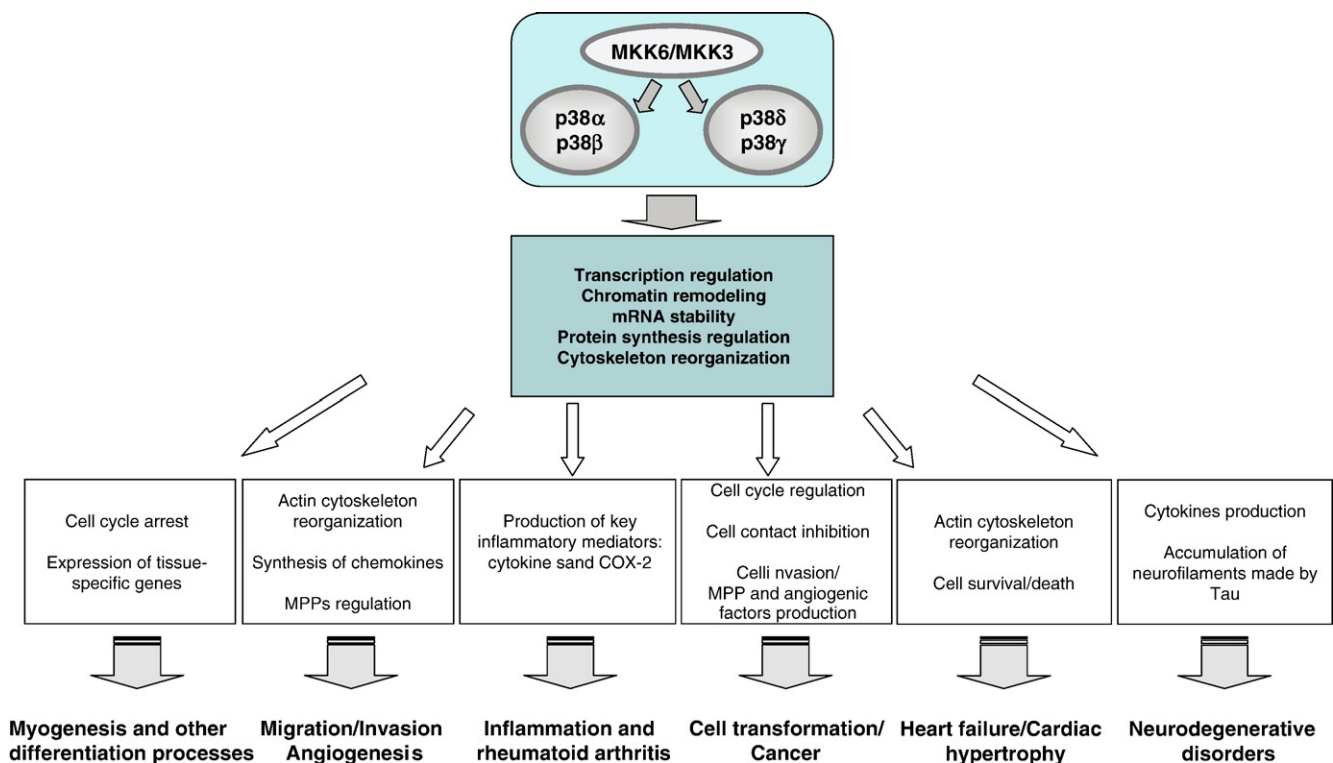 MKK6/MKK3
p38α
p38β
p38δ
p38γ
Transcription regulation
Chromatin remodeling
mRNA stability
Protein synthesis regulation
Cytoskeleton reorganization
Cell cycle arrest
Expression of tissue-
specific genes
Actin cytoskeleton
reorganization
Synthesis of chemokines
MPPs regulation
Production of key
inflammatory mediators:
cytokine sand COX-2
Cell cycle regulation
Cell contact inhibition
Celli nvasion/
MPP and angiogenic
factors production
Actin cytoskeleton
reorganization
Cell survival/death
Cytokines production
Accumulation of
neurofilaments made by
Tau
Myogenesis and other
differentiation processes
Migration/Invasion
Angiogenesis
Inflammation and
rheumatoid arthritis
Cell transformation/
Cancer
Heart failure/Cardiac
hypertrophy
Neurodegenerative
disorders